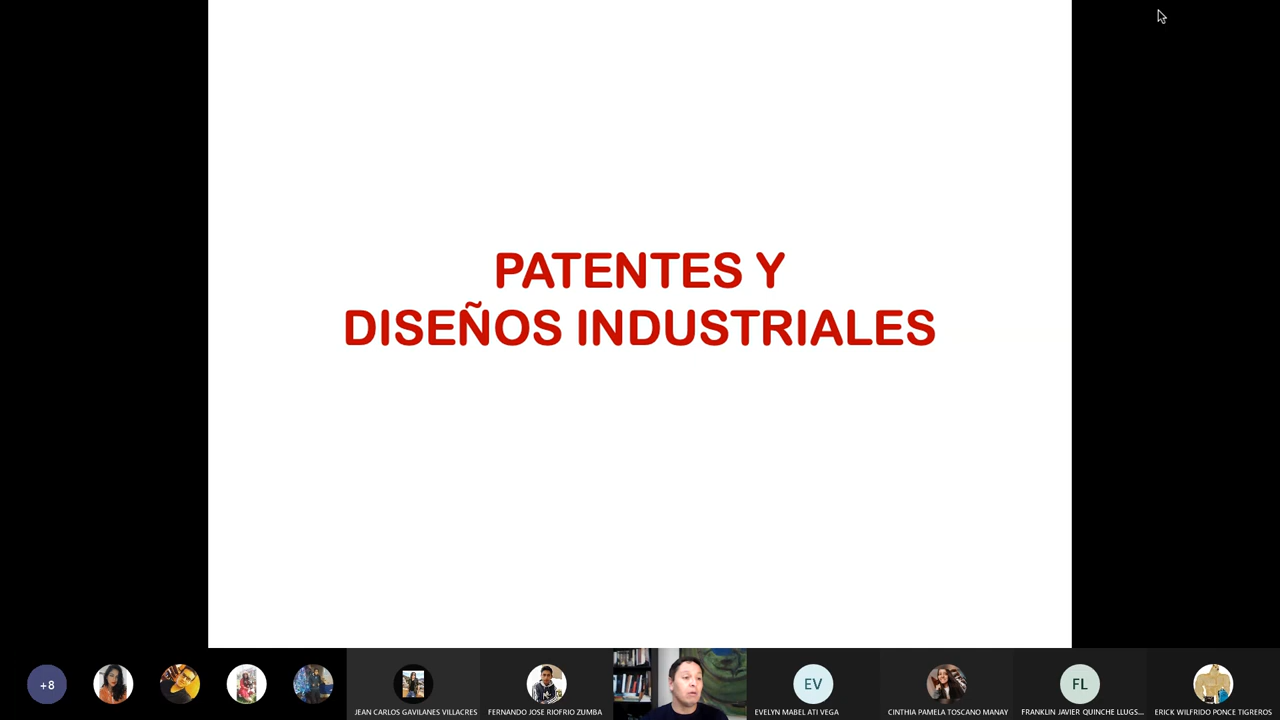 PATENTES Y
DISEÑOS INDUSTRIALES
+8
JEAN CARLOS GAVILANES VILLACRES
FERNANDO JOSE RIOFRIO ZUMBA
EV
EVELYN MABEL ATI VEGA
CINTHIA PAMELA TOSCANO MANAY
FL
FRANKLIN JAVIER QUINCHE LLUGS...
ERICK WILFRIDO PONCE TIGREROS